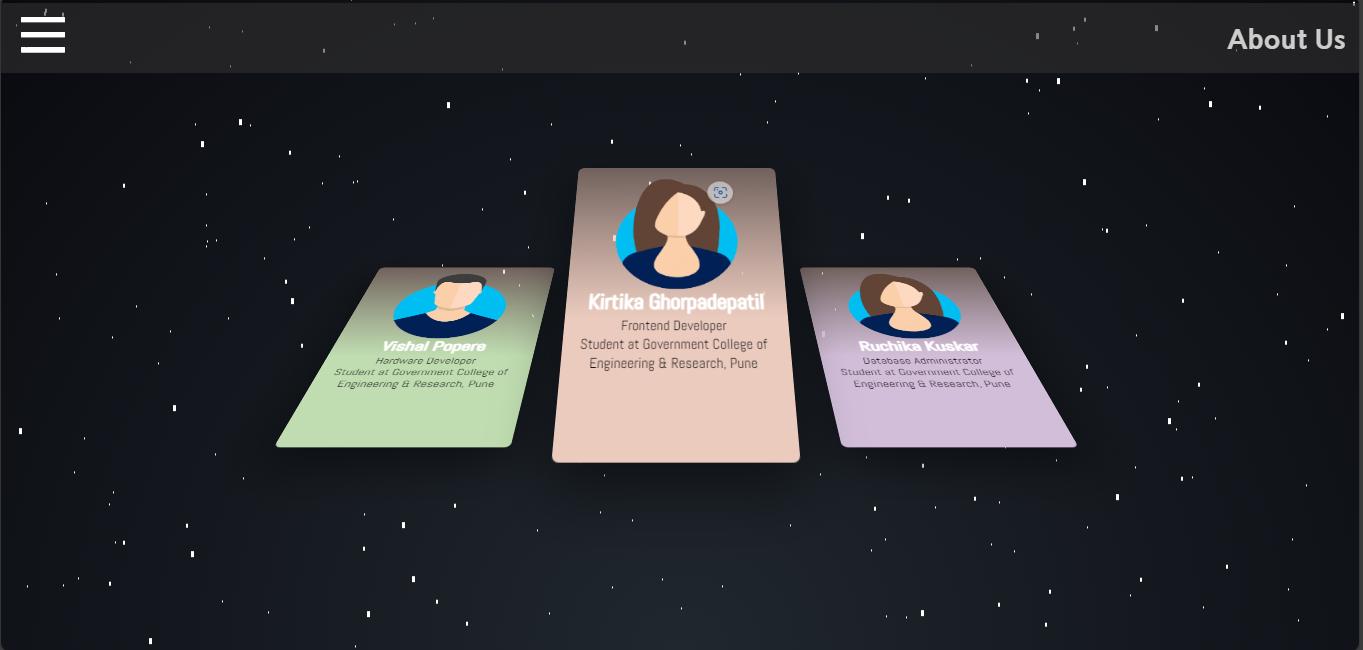 About Us
Vishal Popere
Hardware Developer
Student at Government College of
Engineering & Research, Pune
Kirtika Ghorpadepatil
Frontend Developer
Student at Government College of
Engineering & Research, Pune
Ruchika Kuskar
Database Administrator
Student at Government College of
Engineering & Research, Pune